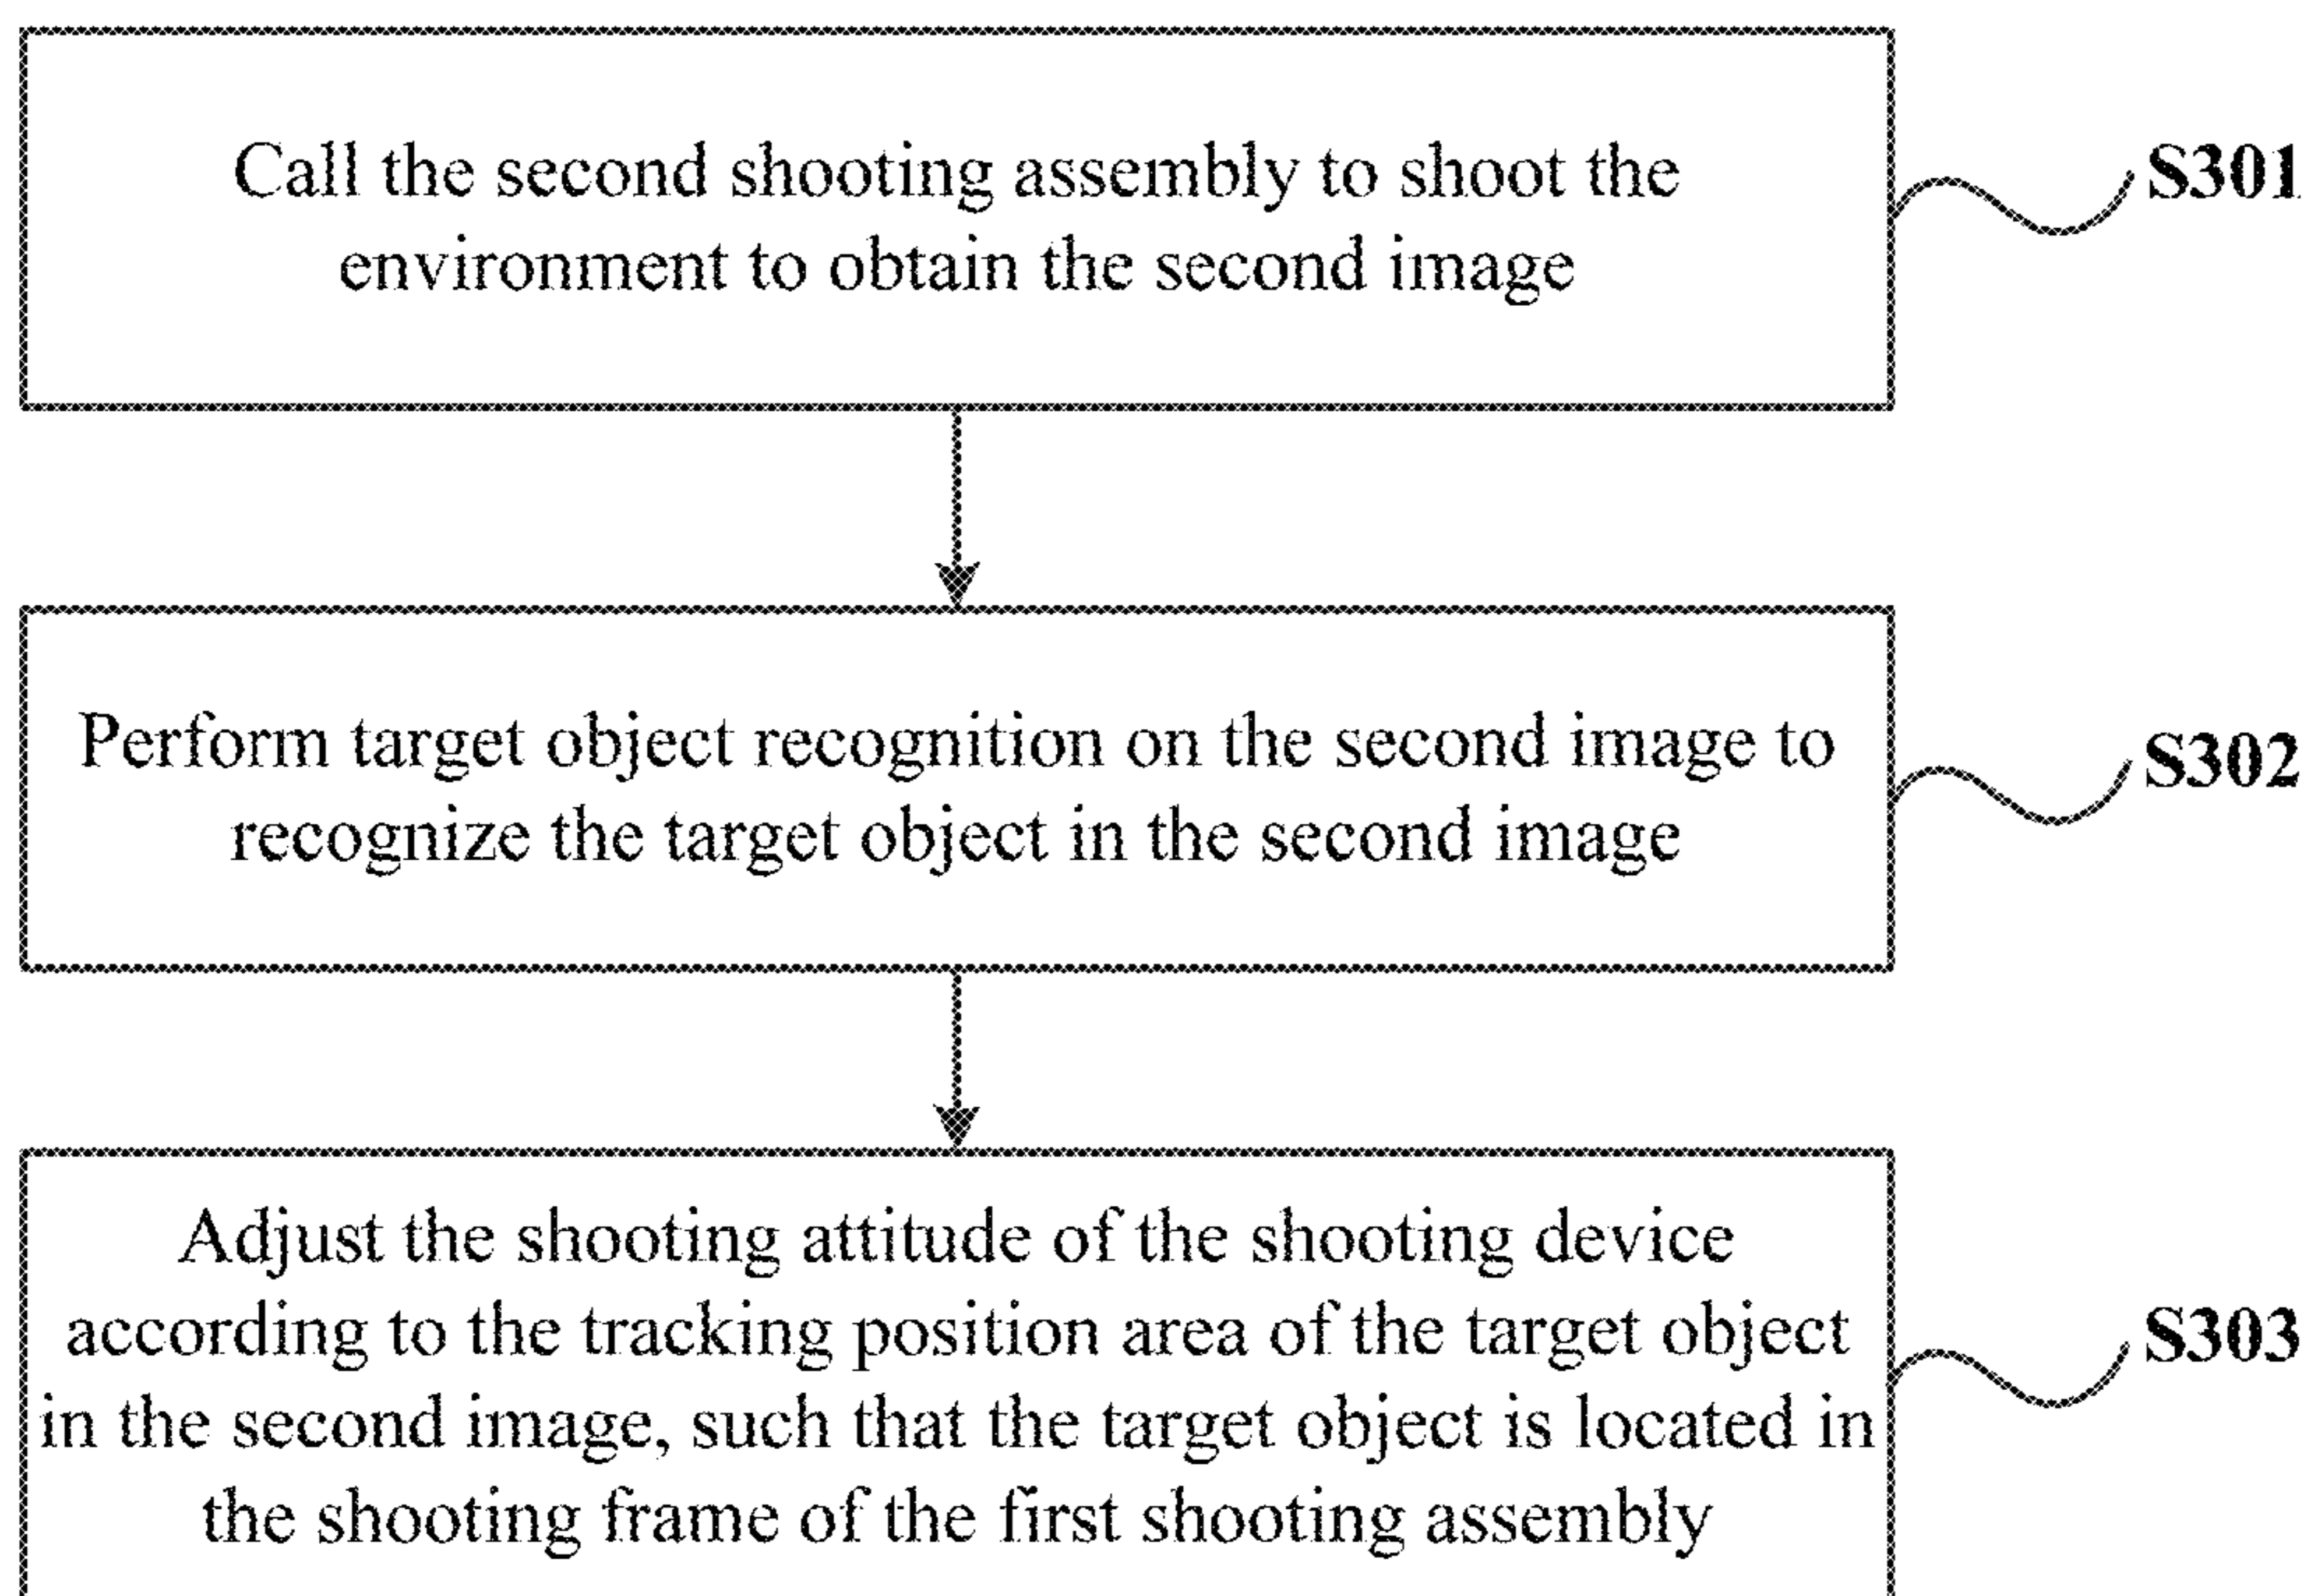 Call the second shooting assembly to shoot the
environment to obtain the second image
S301
Perform target object recognition on the second image to
recognize the target object in the second image
S302
Adjust the shooting attitude of the shooting device
according to the tracking position area of the target object
in the second image, such that the target object is located in
the shooting frame of the first shooting assembly
S303